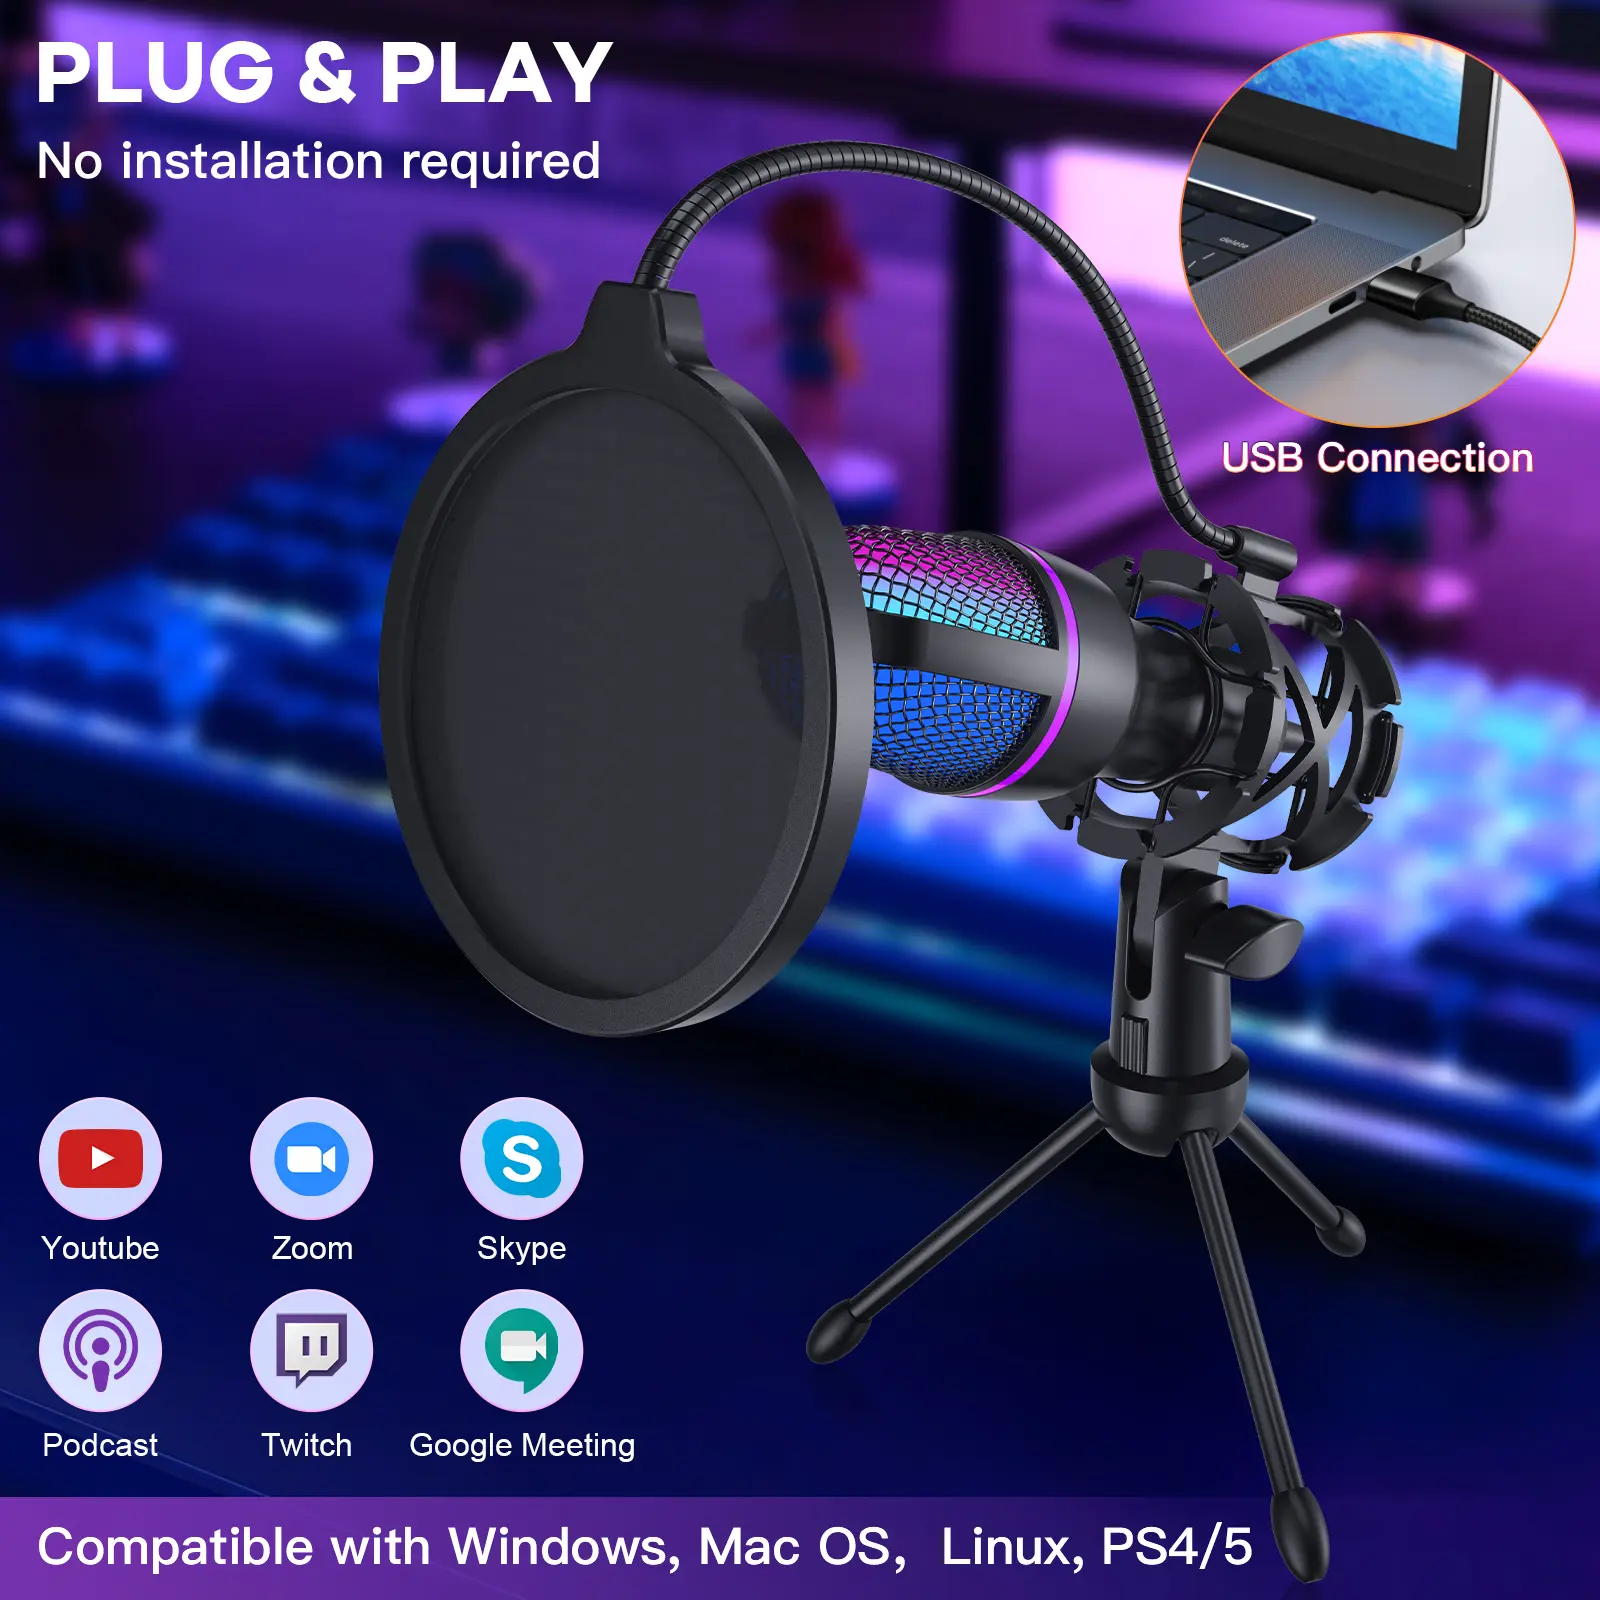 PLUG & PLAY
No installation required
delete
USB Connection
Youtube
Zoom
Skype
Podcast
Twitch
Google Meeting
Compatible with Windows, Mac OS, Linux, PS4/5